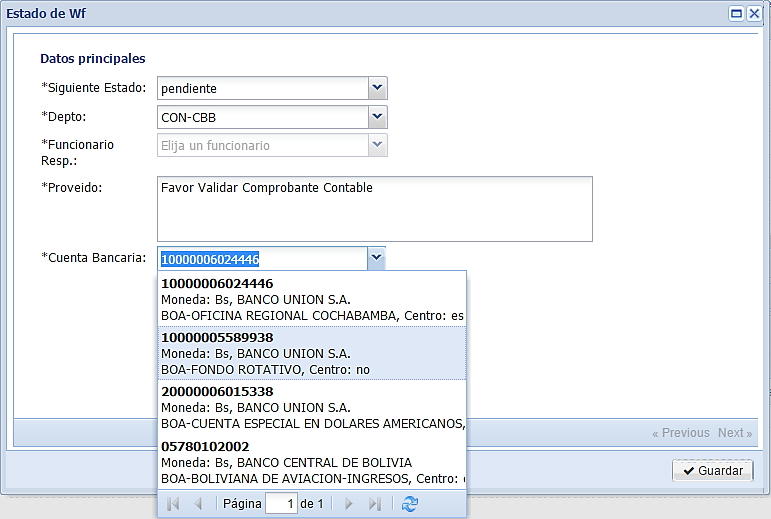 Estado de Wf
Datos principales
*Siguiente Estado: pendiente
*Depto: CON-CBB
*Funcionario Resp.: Elija un funcionario
*Proveido: Favor Validar Comprobante Contable
*Cuenta Bancaria: 10000006024446
10000006024446
Moneda: Bs, BANCO UNION S.A.
BOA-OFICINA REGIONAL COCHABAMBA, Centro: es
10000005589938
Moneda: Bs, BANCO UNION S.A.
BOA-FONDO ROTATIVO, Centro: no
20000006015338
Moneda: Bs, BANCO UNION S.A.
BOA-CUENTA ESPECIAL EN DOLARES AMERICANOS,
05780102002
Moneda: Bs, BANCO CENTRAL DE BOLIVIA
BOA-BOLIVIANA DE AVIACION-INGRESOS, Centro:
Página 1 de 1
« Previous Next »
Guardar